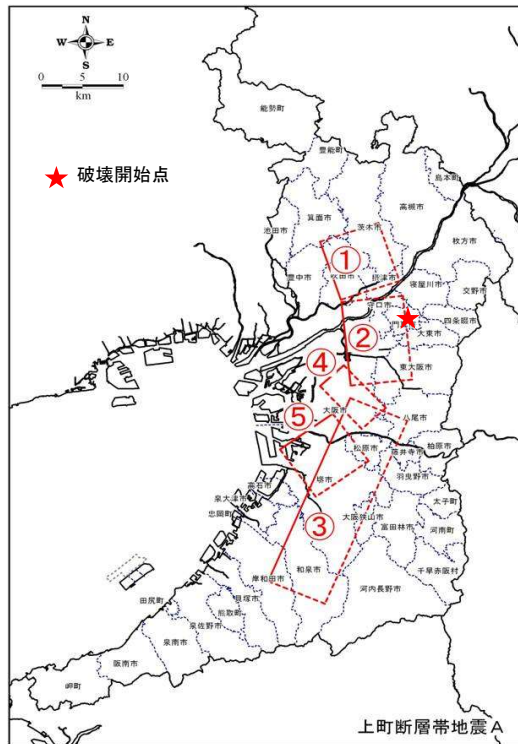 N
W E
S
0 5 10
km
能勢町
★ 破壊開始点
豊能町
島本町
高槻市
茨木市
箕面市
池田市
枚方市
豊中市
吹田市
摂津市
寝屋川市
交野市
①
守口市
四条畷市
②
大東市
東大阪市
④
大阪市
⑤
八尾市
松原市
藤井寺市
柏原市
羽曳野市
堺市
高石市
泉大津市
忠岡町
③
大阪狭山市
太子町
富田林市
河南町
和泉市
千早赤阪村
岸和田市
河内長野市
貝塚市
田尻町
熊取町
泉佐野市
泉南市
阪南市
岬町
上町断層帯地震A